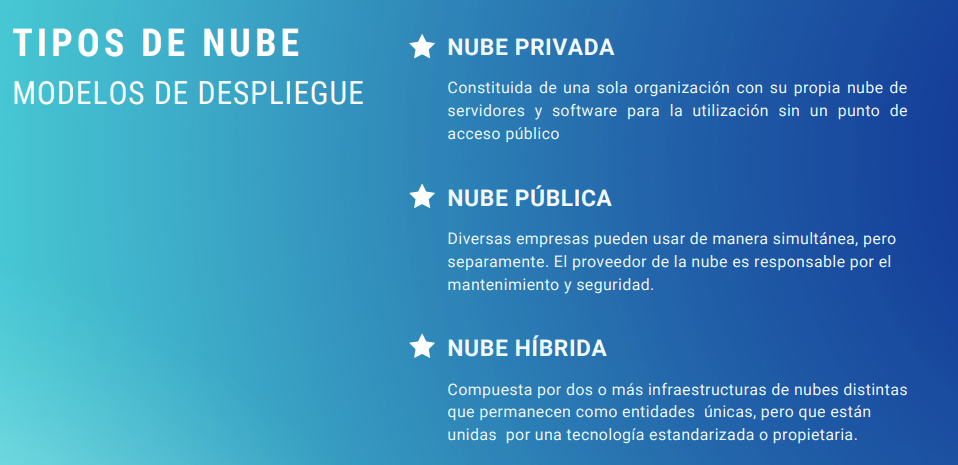 TIPOS DE NUBE
MODELOS DE DESPLIEGUE
NUBE PRIVADA
Constituida de una sola organización con su propia nube de
servidores y software para la utilización sin un punto de
acceso público
NUBE PÚBLICA
Diversas empresas pueden usar de manera simultánea, pero
separamente. El proveedor de la nube es responsable por el
mantenimiento y seguridad.
NUBE HÍBRIDA
Compuesta por dos o más infraestructuras de nubes distintas
que permanecen como entidades únicas, pero que están
unidas por una tecnología estandarizada o propietaria.